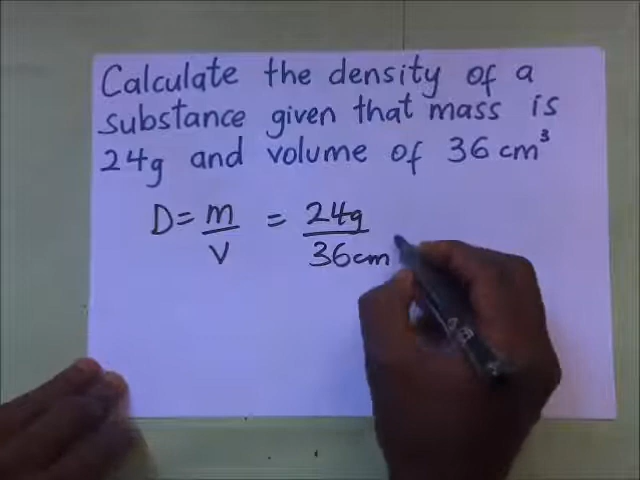 Calculate the density of a
substance given that mass is
24g and volume of 36 cm³
D = m/v = 24g/36cm